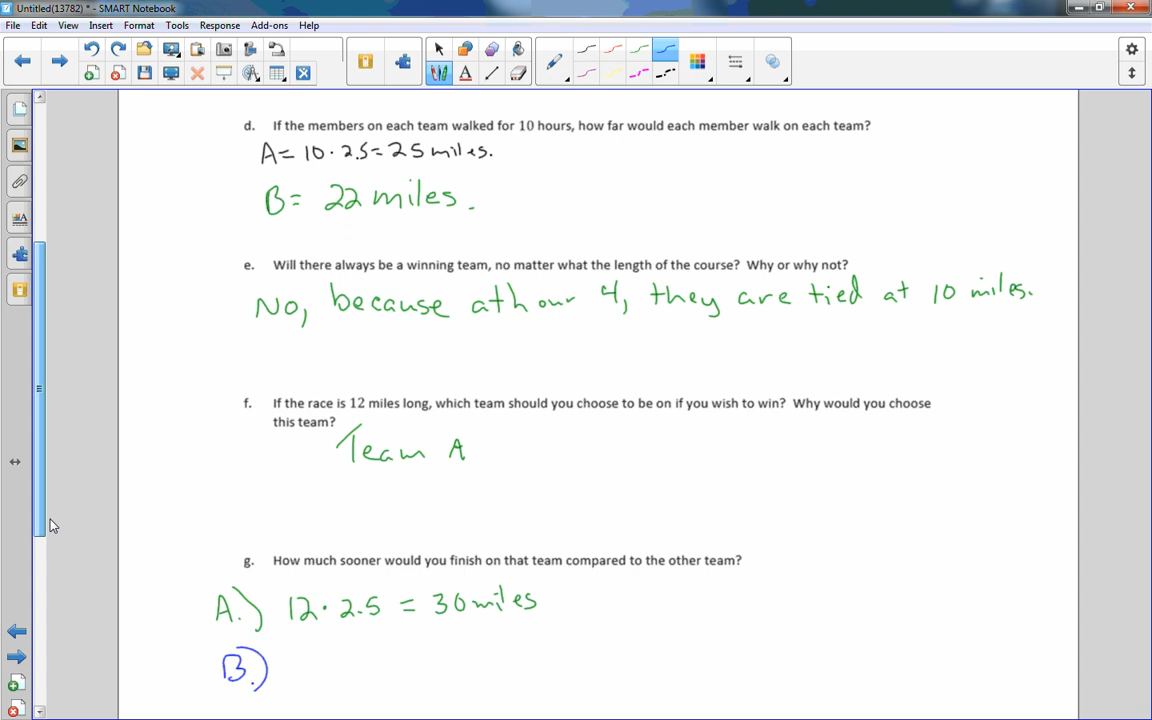 Untitled(13782) * - SMART Notebook
File Edit View Insert Format Tools Response Add-ons Help
d. If the members on each team walked for 10 hours, how far would each member walk on each team?
A= 10 · 2.5 = 25 miles.
B= 22 miles.
e. Will there always be a winning team, no matter what the length of the course? Why or why not?
No, because at hour 4, they are tied at 10 miles.
f. If the race is 12 miles long, which team should you choose to be on if you wish to win? Why would you choose
this team?
Team A
g. How much sooner would you finish on that team compared to the other team?
A.) 12 · 2.5 = 30 miles
B.)